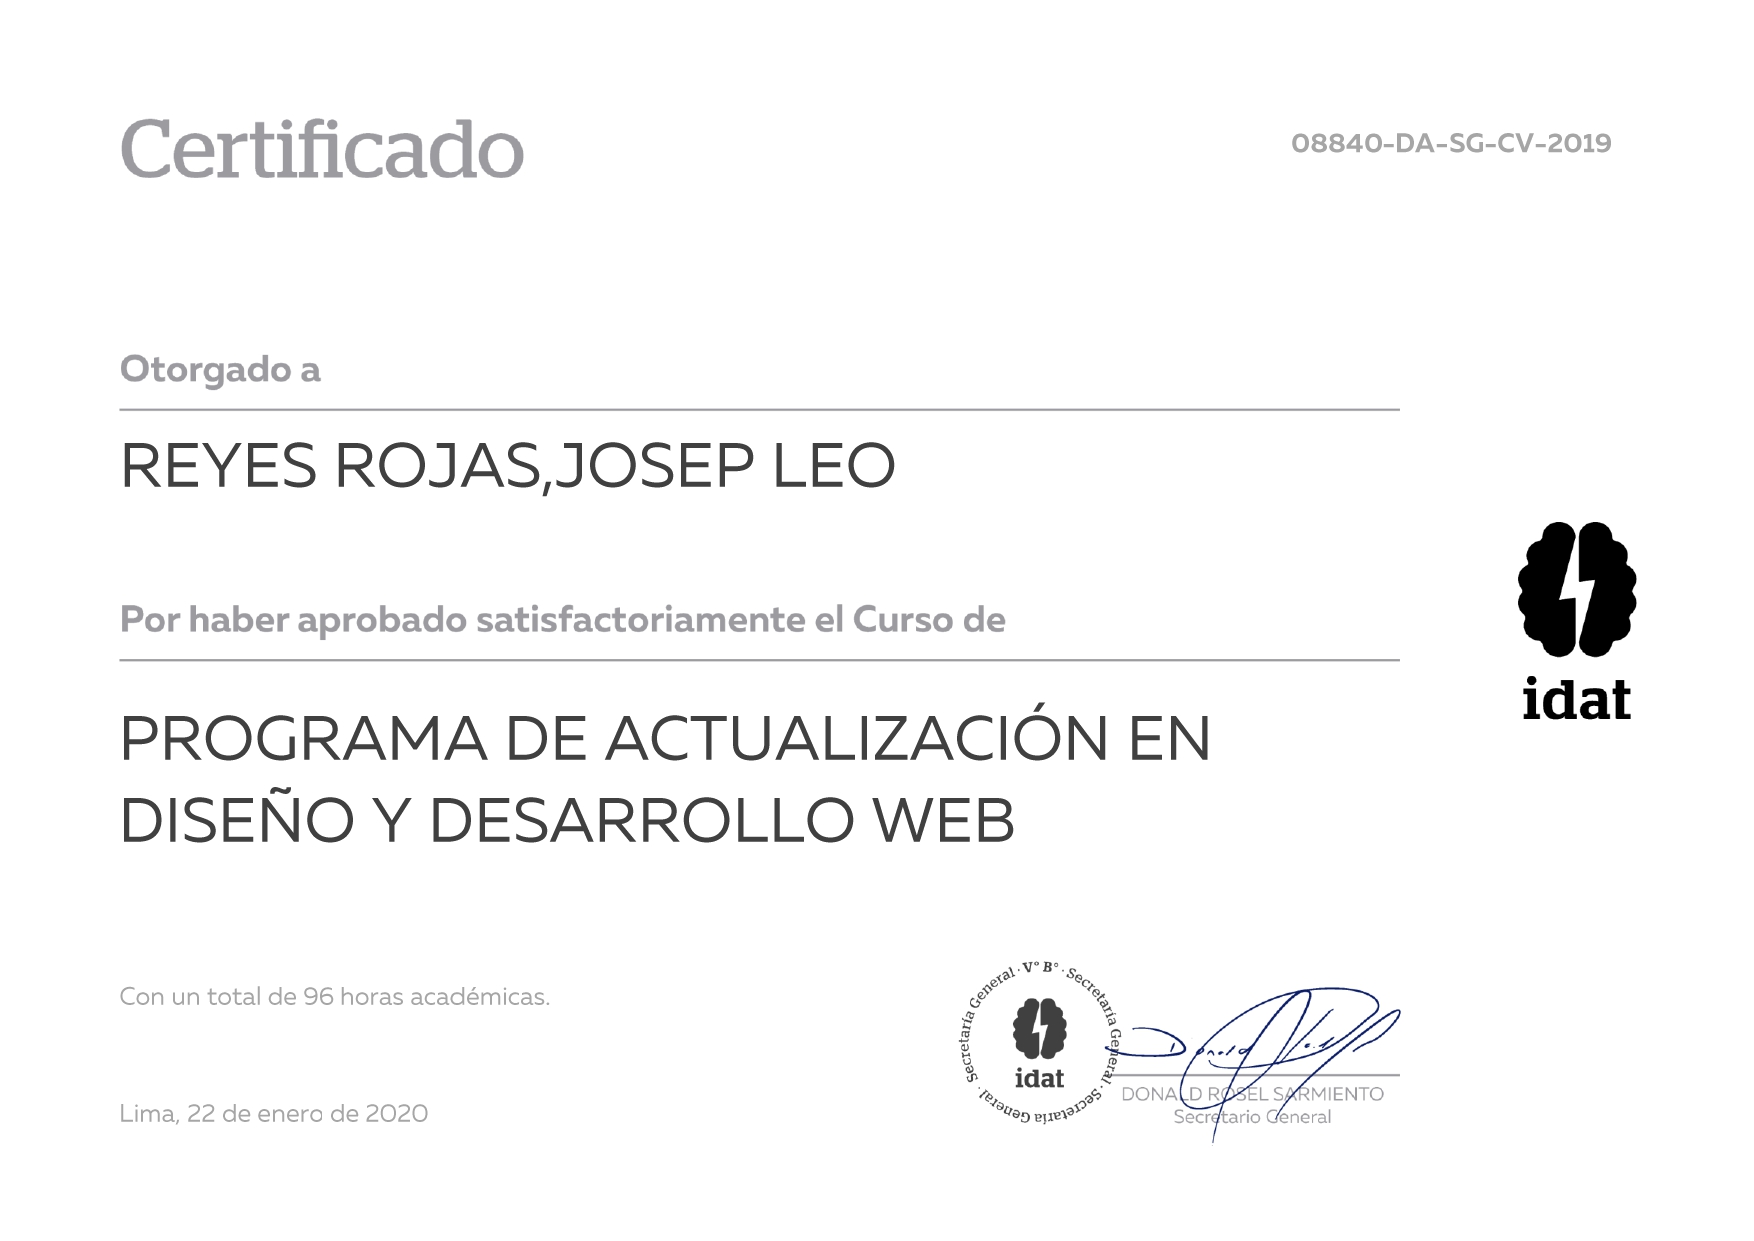 Certificado
08840-DA-SG-CV-2019
Otorgado a
REYES ROJAS,JOSEP LEO
Por haber aprobado satisfactoriamente el Curso de
idat
PROGRAMA DE ACTUALIZACIÓN EN
DISEÑO Y DESARROLLO WEB
Con un total de 96 horas académicas.
Lima, 22 de enero de 2020
V° B° · Secretaría General · Secretaría General · Secretaría General ·
idat
Donald
DONALD ROSEL SARMIENTO
Secretario General